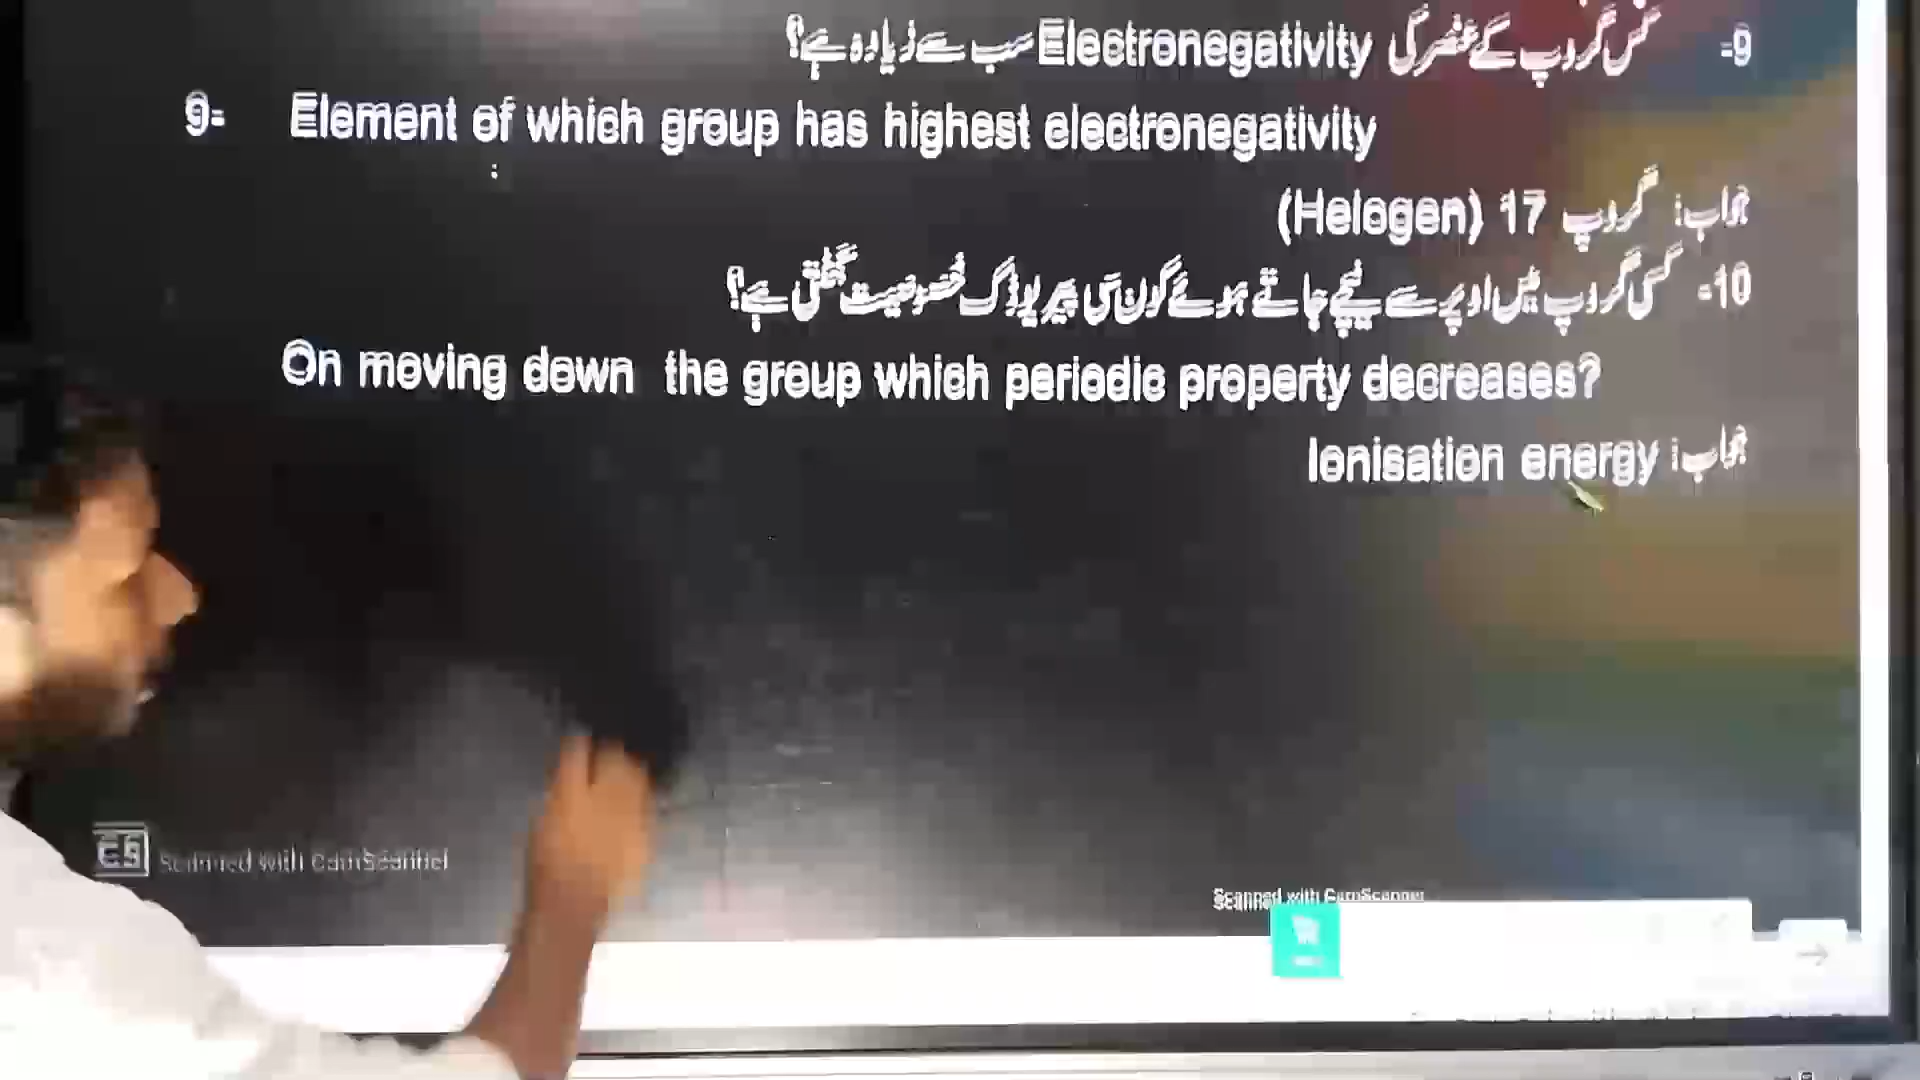 9= کس گروپ کے عنصر کی Electronegativity سب سے زیادہ ہے؟
9= Element of which group has highest electronegativity
:
جواب: گروپ 17 (Helogen)
10= کسی گروپ میں اوپر سے نیچے جاتے ہوئے کون سی پیریوڈک خصوصیت گھٹتی ہے؟
On moving down the group which periodic property decreases?
جواب: Ionisation energy
CS Scanned with CamScanner
Scanned with CamScanner